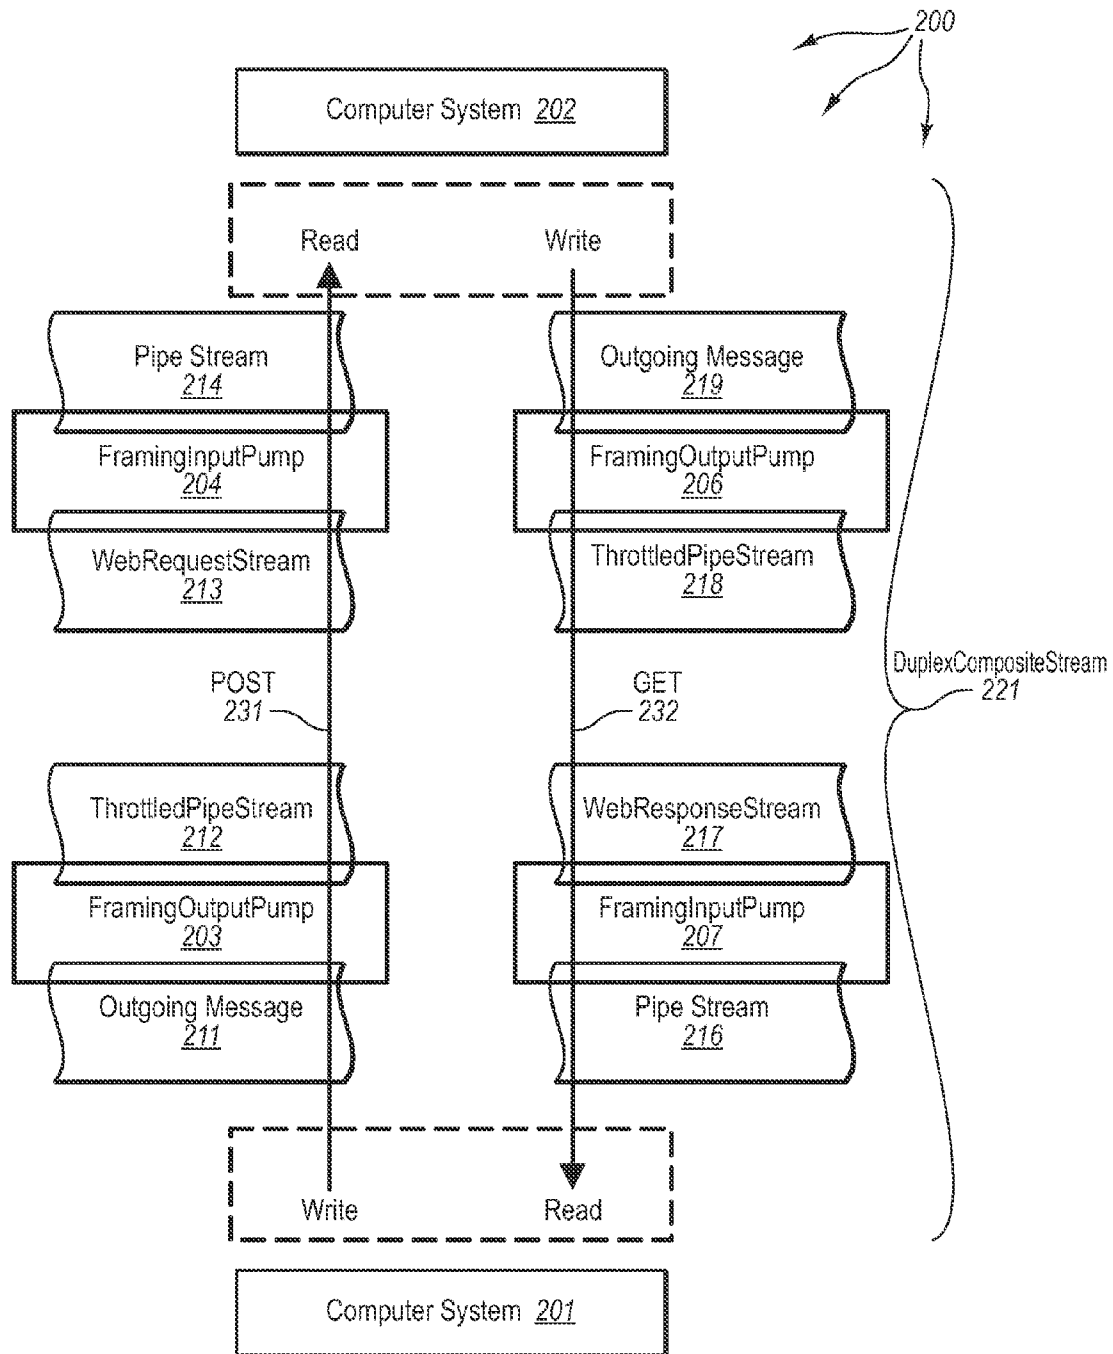 200
Computer System 202
Read Write
Pipe Stream
214
Outgoing Message
219
FramingInputPump
204
FramingOutputPump
206
WebRequestStream
213
ThrottledPipeStream
218
DuplexCompositeStream
221
POST
231
GET
232
ThrottledPipeStream
212
WebResponseStream
217
FramingOutputPump
203
FramingInputPump
207
Outgoing Message
211
Pipe Stream
216
Write Read
Computer System 201